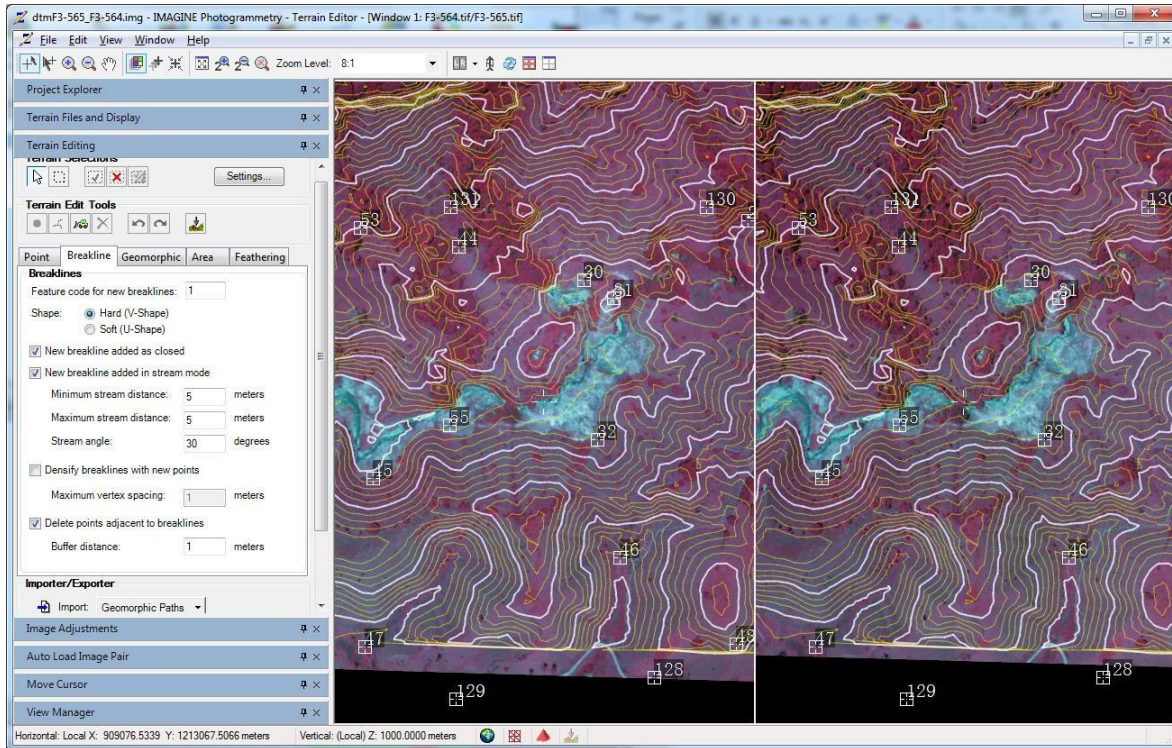 dtmF3-565_F3-564.img - IMAGINE Photogrammetry - Terrain Editor - [Window 1: F3-564.tif/F3-565.tif]
File Edit View Window Help
Zoom Level: 8:1
Project Explorer
Terrain Files and Display
Terrain Editing
Terrain Selections
Settings...
Terrain Edit Tools
Point Breakline Geomorphic Area Feathering
Breaklines
Feature code for new breaklines: 1
Shape: Hard (V-Shape)
Soft (U-Shape)
New breakline added as closed
New breakline added in stream mode
Minimum stream distance: 5 meters
Maximum stream distance: 5 meters
Stream angle: 30 degrees
Densify breaklines with new points
Maximum vertex spacing: 1 meters
Delete points adjacent to breaklines
Buffer distance: 1 meters
Importer/Exporter
Import: Geomorphic Paths
Image Adjustments
Auto Load Image Pair
Move Cursor
View Manager
130
53
44
30
31
55
32
45
46
47
48
128
129
130
53
44
30
31
55
32
45
46
47
128
129
Horizontal: Local X: 909076.5339 Y: 1213067.5066 meters Vertical: (Local) Z: 1000.0000 meters